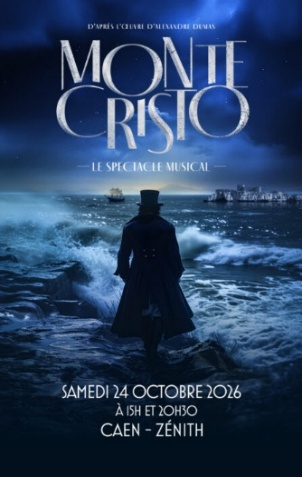 D'APRÈS L'ŒUVRE D'ALEXANDRE DUMAS
MONTE
CRISTO
LE SPECTACLE MUSICAL
SAMEDI 24 OCTOBRE 2026
À 15H ET 20H30
CAEN - ZÉNITH